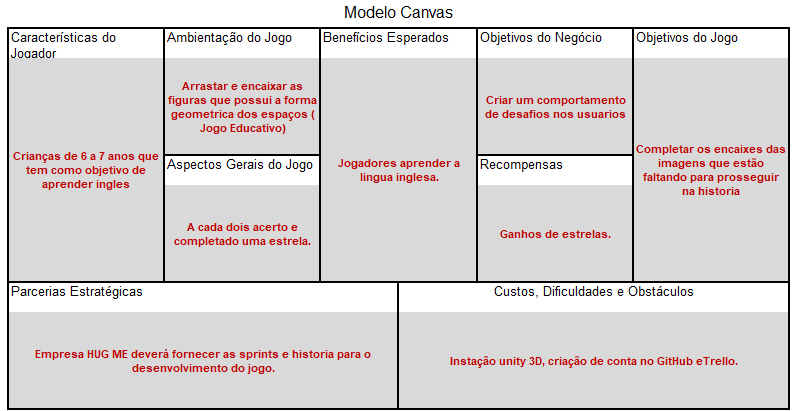 Modelo Canvas
Características do
Jogador
Crianças de 6 a 7 anos que
tem como objetivo de
aprender ingles
Ambientação do Jogo
Arrastar e encaixar as
figuras que possui a forma
geometrica dos espaços (
Jogo Educativo)
Aspectos Gerais do Jogo
A cada dois acerto e
completado uma estrela.
Benefícios Esperados
Jogadores aprender a
lingua inglesa.
Objetivos do Negócio
Criar um comportamento
de desafios nos usuarios
Recompensas
Ganhos de estrelas.
Objetivos do Jogo
Completar os encaixes das
imagens que estão
faltando para prosseguir
na historia
Parcerias Estratégicas
Empresa HUG ME deverá fornecer as sprints e historia para o
desenvolvimento do jogo.
Custos, Dificuldades e Obstáculos
Instação unity 3D, criação de conta no GitHub eTrello.